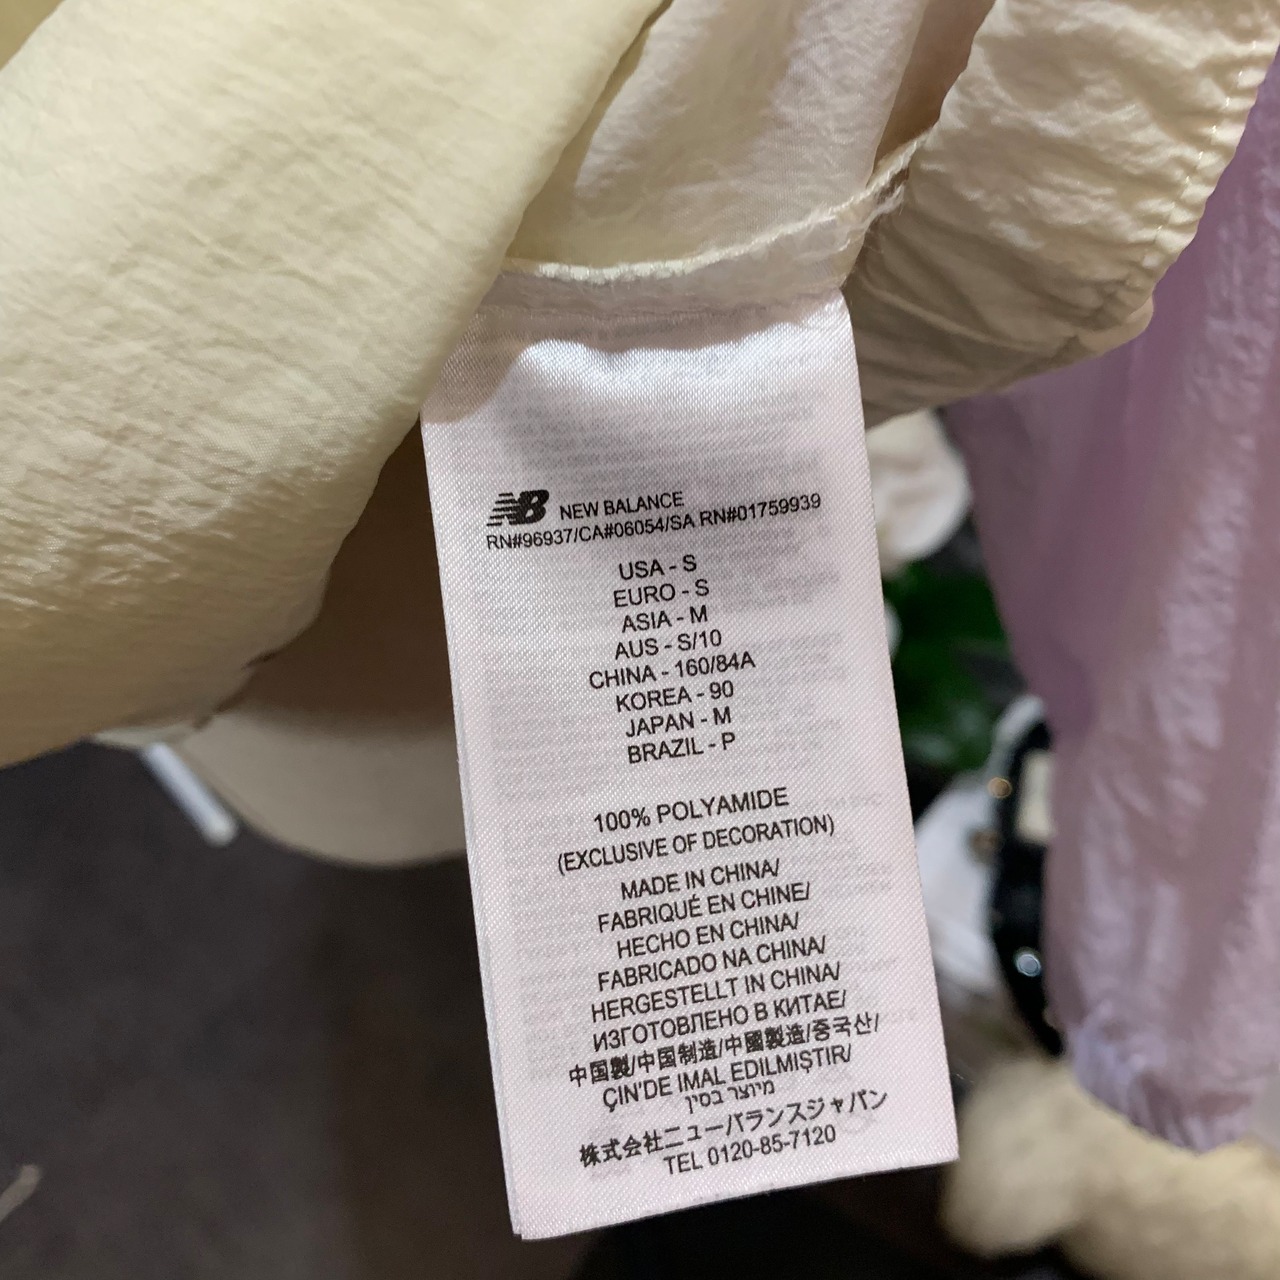 NB NEW BALANCE
RN#96937/CA#06054/SA RN#01759939
USA - S
EURO - S
ASIA - M
AUS - S/10
CHINA - 160/84A
KOREA - 90
JAPAN - M
BRAZIL - P
100% POLYAMIDE
(EXCLUSIVE OF DECORATION)
MADE IN CHINA/
FABRIQUÉ EN CHINE/
HECHO EN CHINA/
FABRICADO NA CHINA/
HERGESTELLT IN CHINA/
ИЗГОТОВЛЕНО В КИТАЕ/
中国製/中国制造/中國製造/중국산/
ÇIN'DE IMAL EDILMIŞTIR/
מיוצר בסין
株式会社ニューバランスジャパン
TEL 0120-85-7120